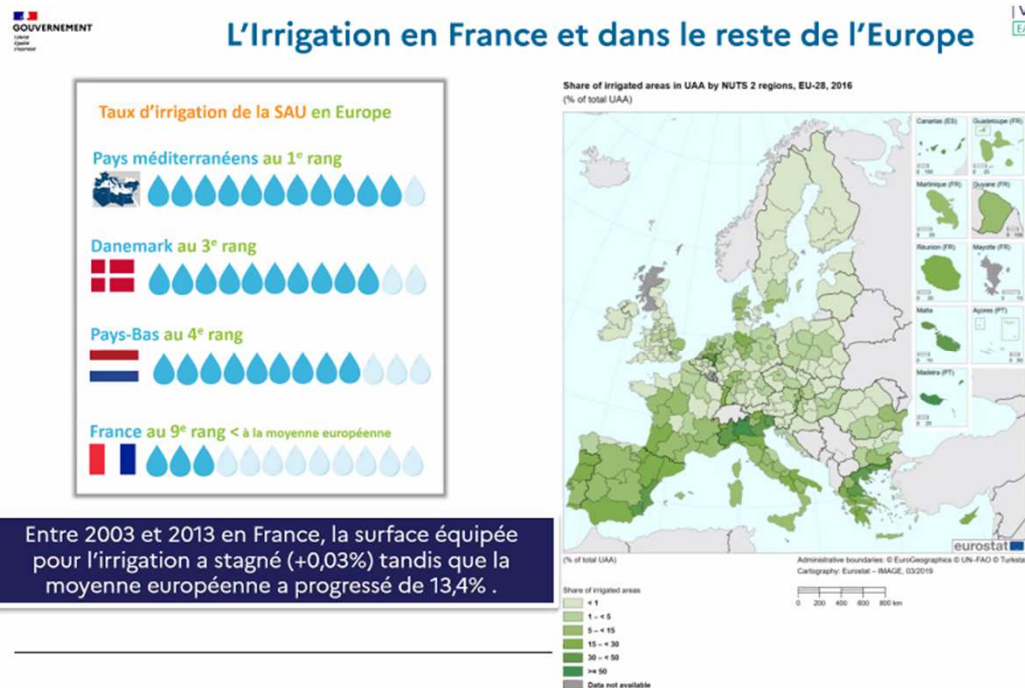 GOUVERNEMENT
L'Irrigation en France et dans le reste de l'Europe
Taux d'irrigation de la SAU en Europe
Pays méditerranéens au 1e rang
Danemark au 3e rang
Pays-Bas au 4e rang
France au 9e rang < à la moyenne européenne
Entre 2003 et 2013 en France, la surface équipée
pour l'irrigation a stagné (+0,03%) tandis que la
moyenne européenne a progressé de 13,4% .
Share of irrigated areas in UAA by NUTS 2 regions, EU-28, 2016
(% of total UAA)
Canarias (ES)
Guadeloupe (FR)
Martinique (FR)
Guyane (FR)
Réunion (FR)
Mayotte (FR)
Malta
Açores (PT)
Madeira (PT)
eurostat
(% of total UAA)
Administrative boundaries: © EuroGeographics © UN-FAO © Turksta
Cartography: Eurostat – IMAGE, 03/2019
0 200 400 600 800 km
Share of irrigated areas
< 1
1 – < 5
5 – < 15
15 – < 30
30 – < 50
>= 50
Data not available